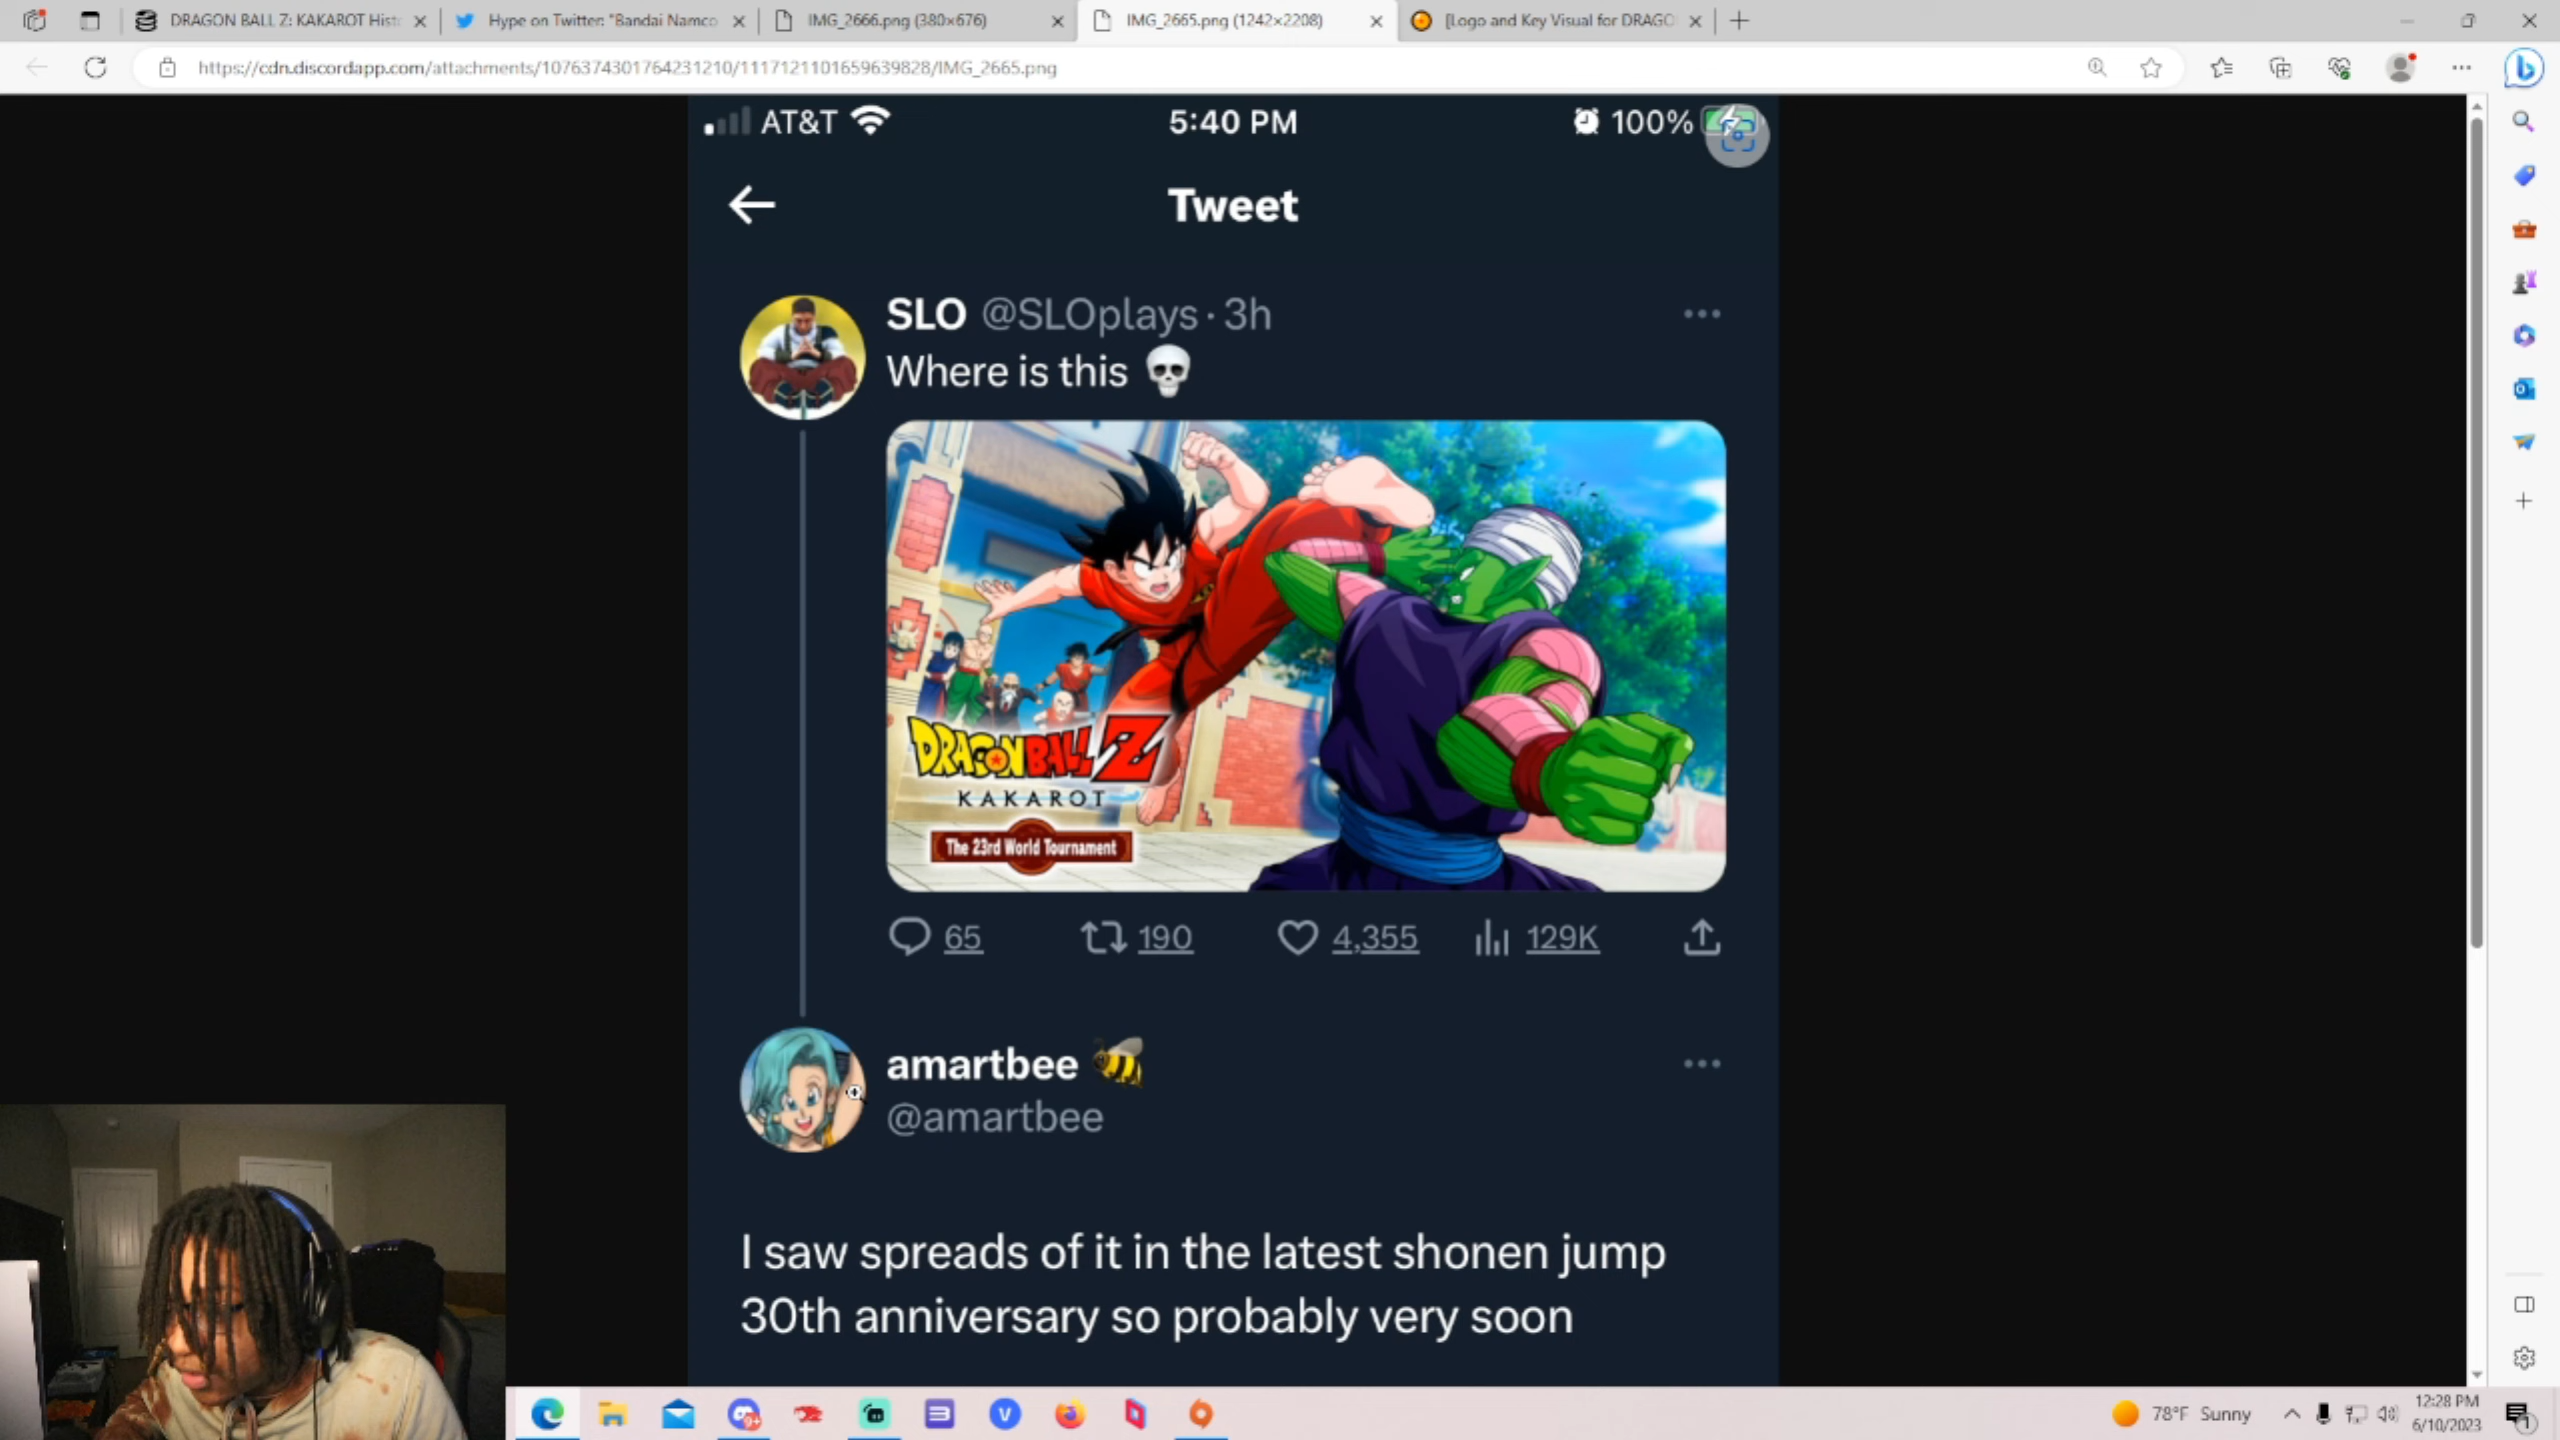 DRAGON BALL Z: KAKAROT Hist
Hype on Twitter: "Bandai Namco
IMG_2666.png (380×676)
IMG_2665.png (1242×2208)
[Logo and Key Visual for DRAGO
https://cdn.discordapp.com/attachments/1076374301764231210/1117121101659639828/IMG_2665.png
AT&T
5:40 PM
100%
Tweet
SLO @SLOplays · 3h
Where is this 💀
DRAGONBALL Z
KAKAROT
The 23rd World Tournament
65
190
4,355
129K
amartbee 🐝
@amartbee
I saw spreads of it in the latest shonen jump
30th anniversary so probably very soon
78°F Sunny
12:28 PM
6/10/2023